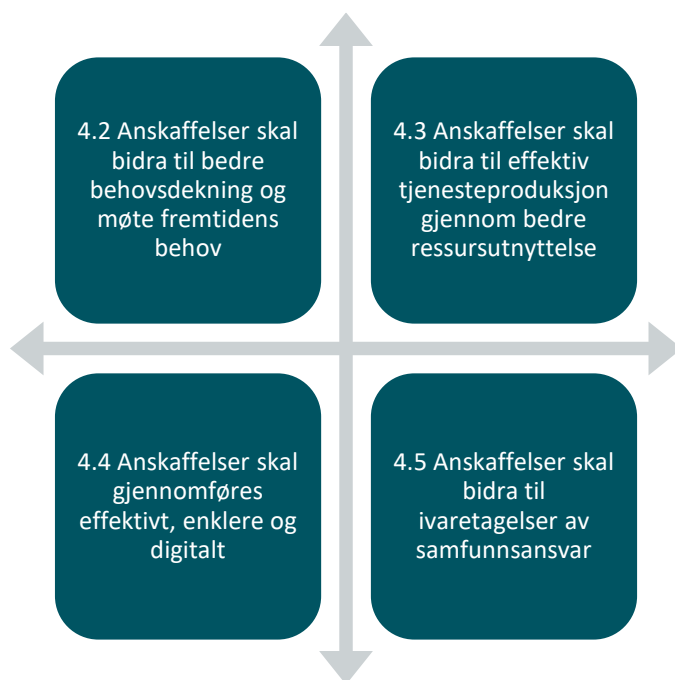 4.2 Anskaffelser skal
bidra til bedre
behovsdekning og
møte fremtidens
behov
4.3 Anskaffelser skal
bidra til effektiv
tjenesteproduksjon
gjennom bedre
ressursutnyttelse
4.4 Anskaffelser skal
gjennomføres
effektivt, enklere og
digitalt
4.5 Anskaffelser skal
bidra til
ivaretagelser av
samfunnsansvar